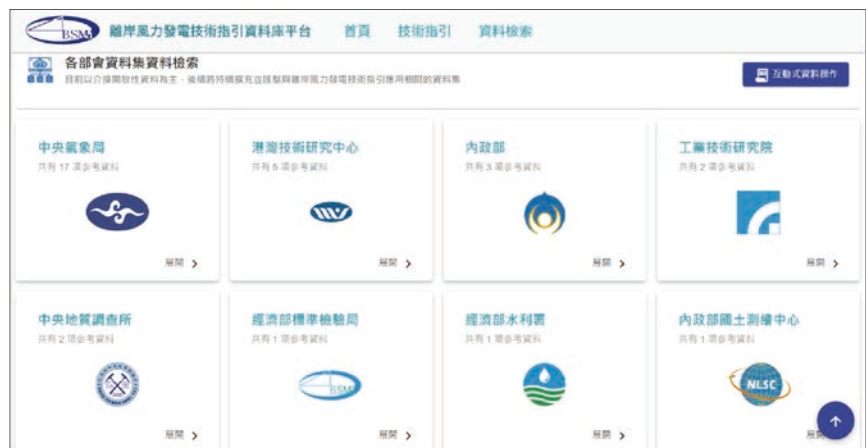 BSMI 離岸風力發電技術指引資料庫平台 首頁 技術指引 資料檢索
各部會資料集資料檢索
目前以介接開放性資料為主，後續將持續擴充並匯整與離岸風力發電技術指引應用相關的資料集
互動式資料操作
中央氣象局
共有 17 項參考資料
展開
港灣技術研究中心
共有 5 項參考資料
展開
內政部
共有 3 項參考資料
展開
工業技術研究院
共有 2 項參考資料
展開
中央地質調查所
共有 2 項參考資料
展開
經濟部標準檢驗局
共有 1 項參考資料
BSMI
展開
經濟部水利署
共有 1 項參考資料
展開
內政部國土測繪中心
共有 1 項參考資料
NLSC